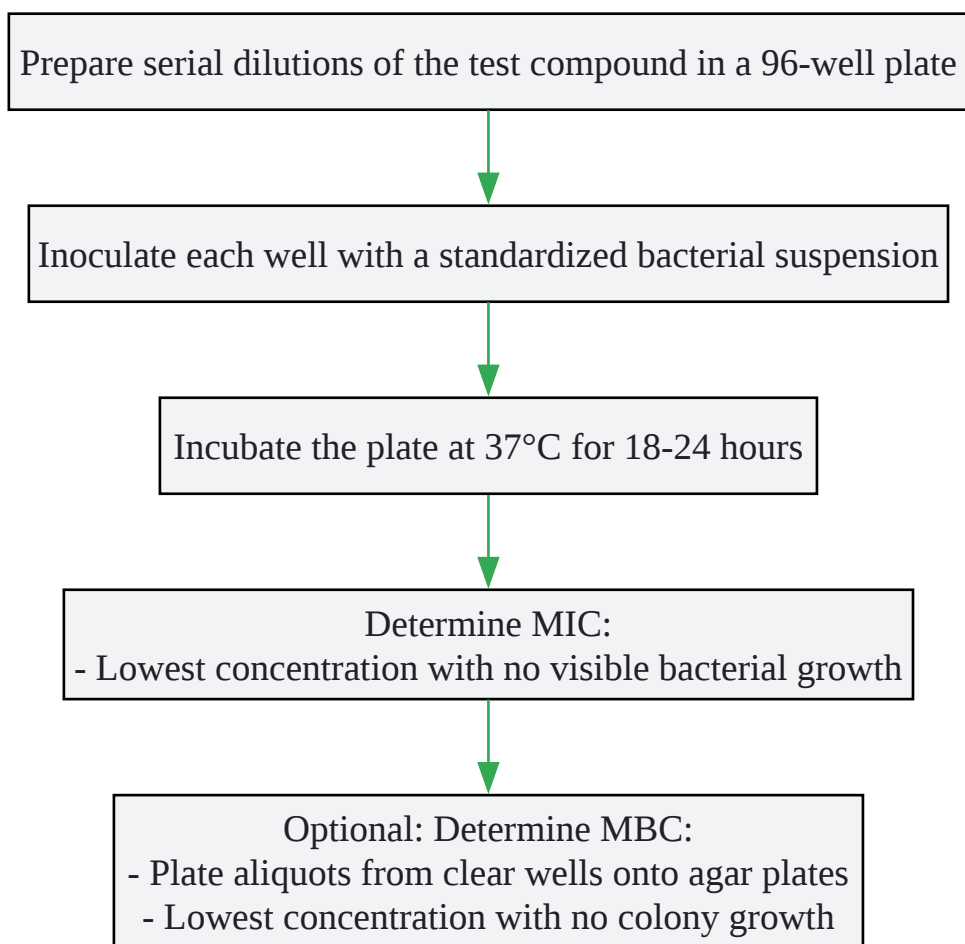 Prepare serial dilutions of the test compound in a 96-well plate
Inoculate each well with a standardized bacterial suspension
Incubate the plate at 37°C for 18-24 hours
Determine MIC:
- Lowest concentration with no visible bacterial growth
Optional: Determine MBC:
- Plate aliquots from clear wells onto agar plates
- Lowest concentration with no colony growth